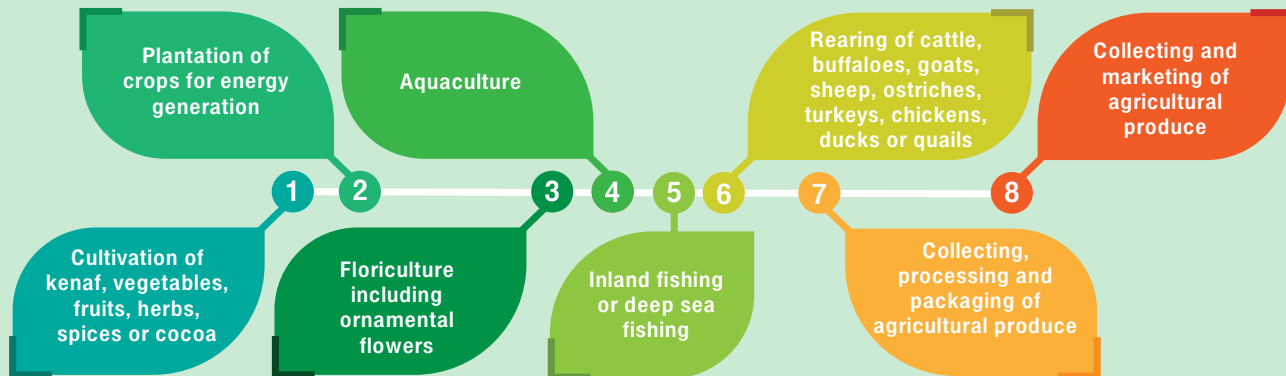 1
Cultivation of
kenaf, vegetables,
fruits, herbs,
spices or cocoa
2
Plantation of
crops for energy
generation
3
Floriculture
including
ornamental
flowers
4
Aquaculture
5
Inland fishing
or deep sea
fishing
6
Rearing of cattle,
buffaloes, goats,
sheep, ostriches,
turkeys, chickens,
ducks or quails
7
Collecting,
processing and
packaging of
agricultural produce
8
Collecting and
marketing of
agricultural
produce